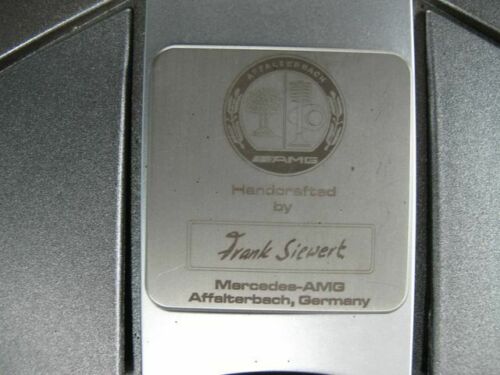 AFFALTERBACH
AMG
Handcrafted
by
Frank Siewert
Mercedes-AMG
Affalterbach, Germany